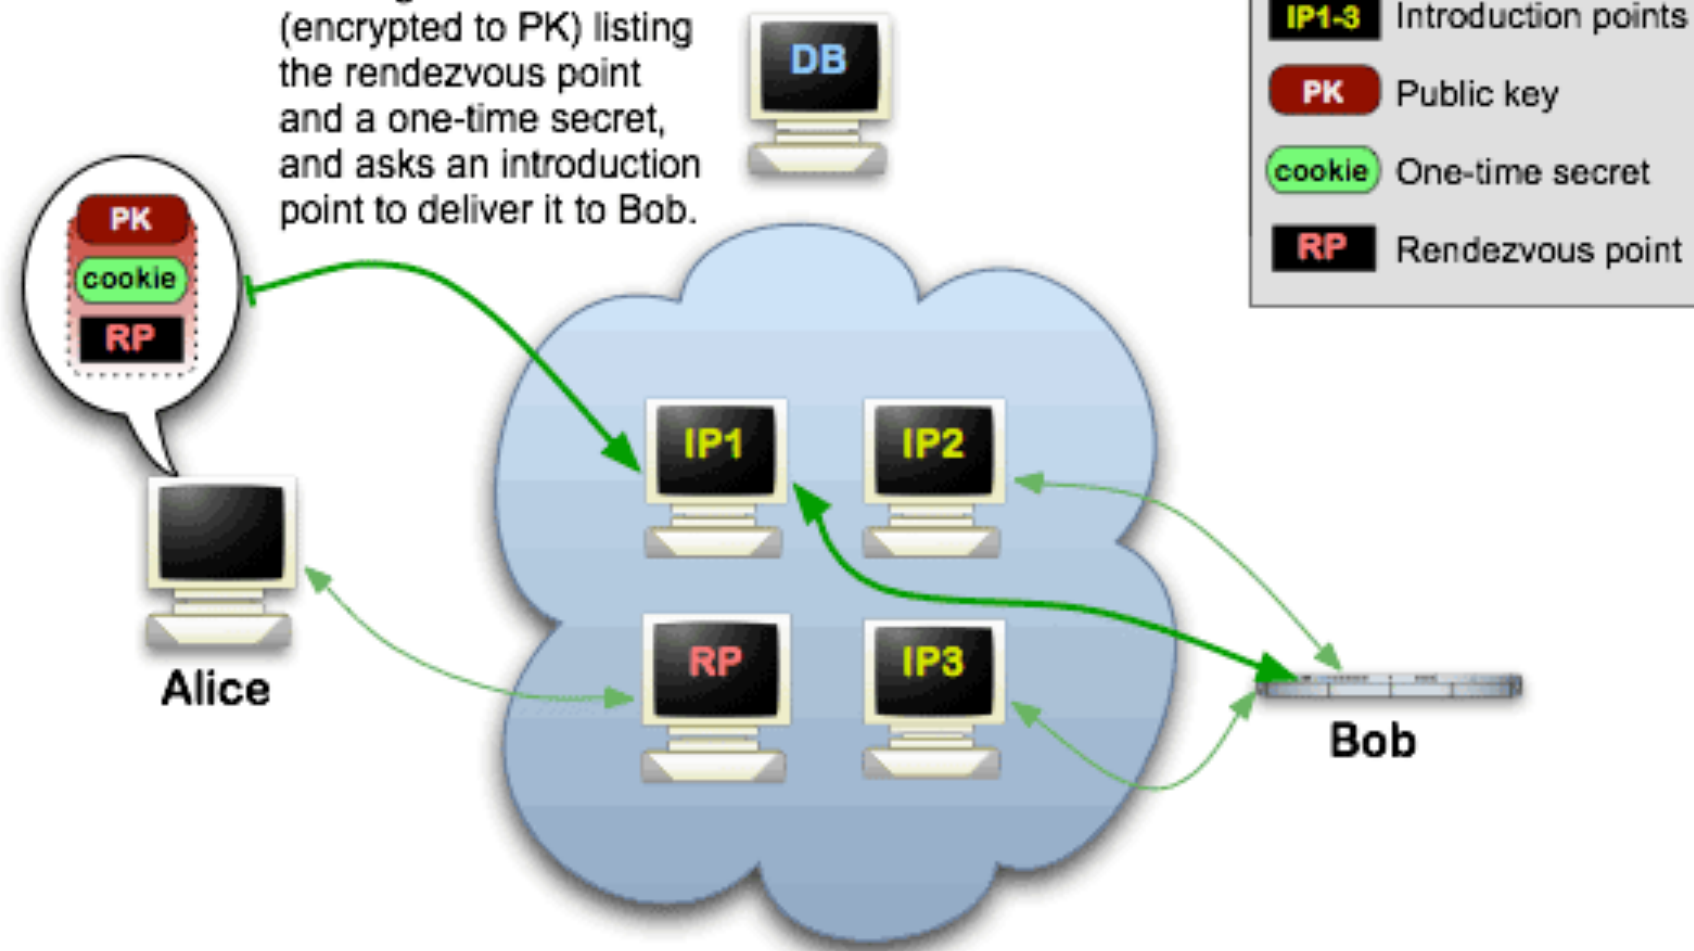 (encrypted to PK) listing
the rendezvous point
and a one-time secret,
and asks an introduction
point to deliver it to Bob.
DB
IP1-3 Introduction points
PK Public key
cookie One-time secret
RP Rendezvous point
PK
cookie
RP
IP1
IP2
RP
IP3
Alice
Bob